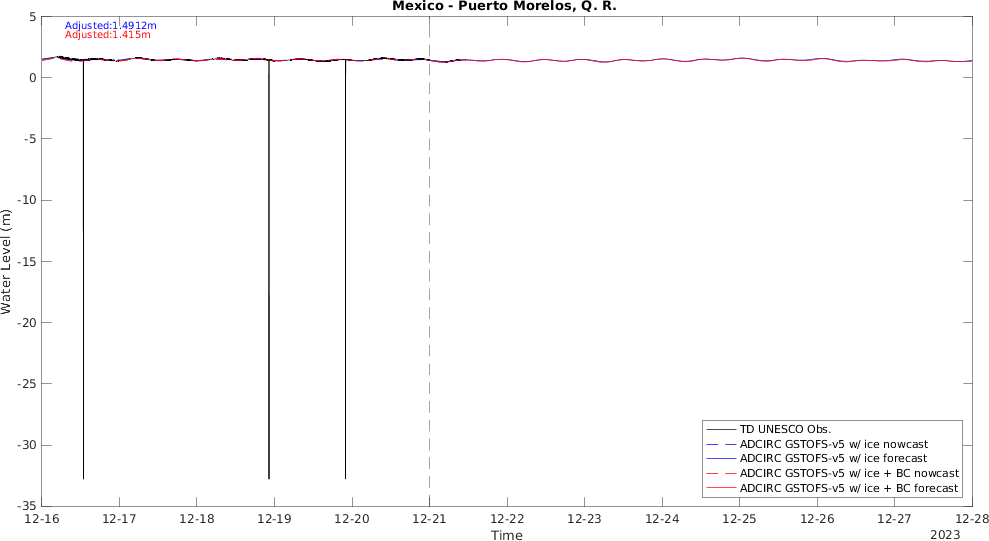 Mexico - Puerto Morelos, Q. R.
Adjusted:1.4912m
Adjusted:1.415m
5
0
-5
-10
-15
-20
-25
-30
-35
Water Level (m)
TD UNESCO Obs.
ADCIRC GSTOFS-v5 w/ ice nowcast
ADCIRC GSTOFS-v5 w/ ice forecast
ADCIRC GSTOFS-v5 w/ ice + BC nowcast
ADCIRC GSTOFS-v5 w/ ice + BC forecast
12-16 12-17 12-18 12-19 12-20 12-21 12-22 12-23 12-24 12-25 12-26 12-27 12-28
Time
2023